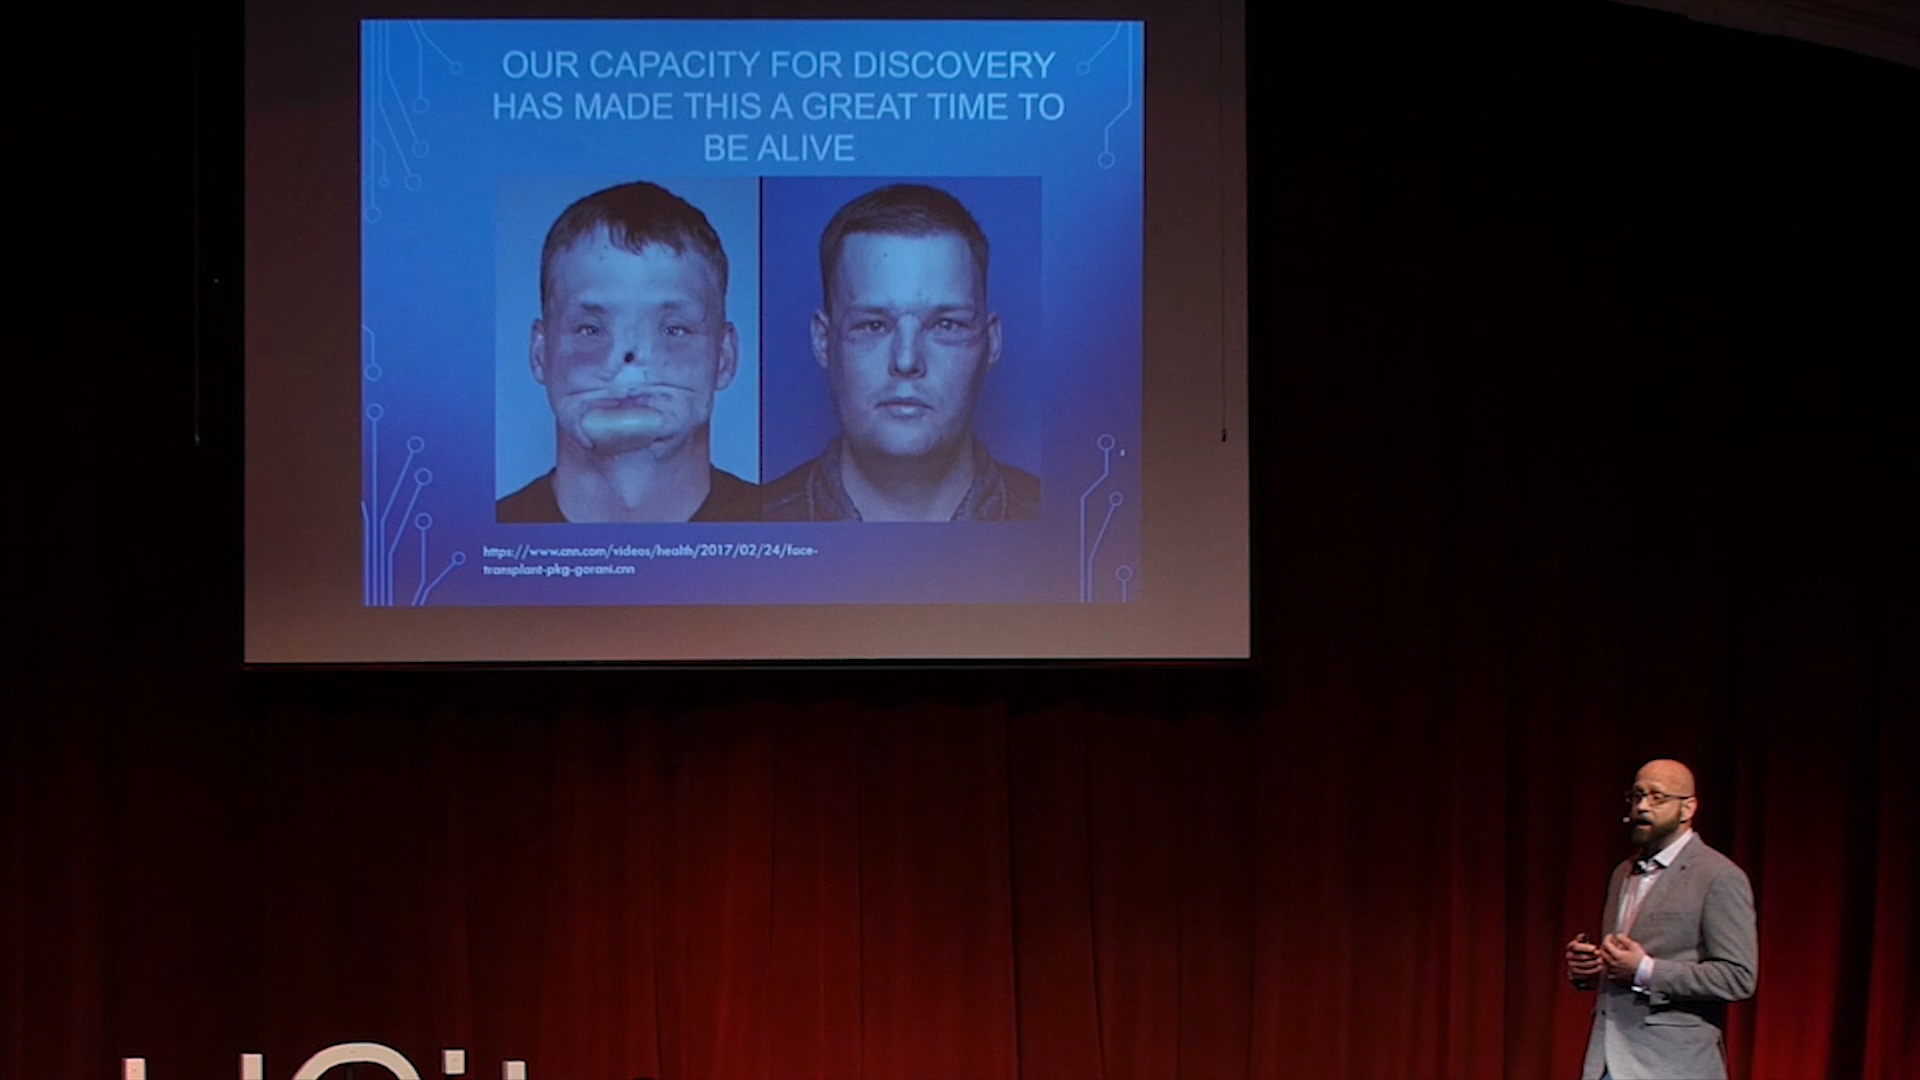 OUR CAPACITY FOR DISCOVERY
HAS MADE THIS A GREAT TIME TO
BE ALIVE
https://www.cnn.com/videos/health/2017/02/24/face-
transplant-pkg-gorani.cnn